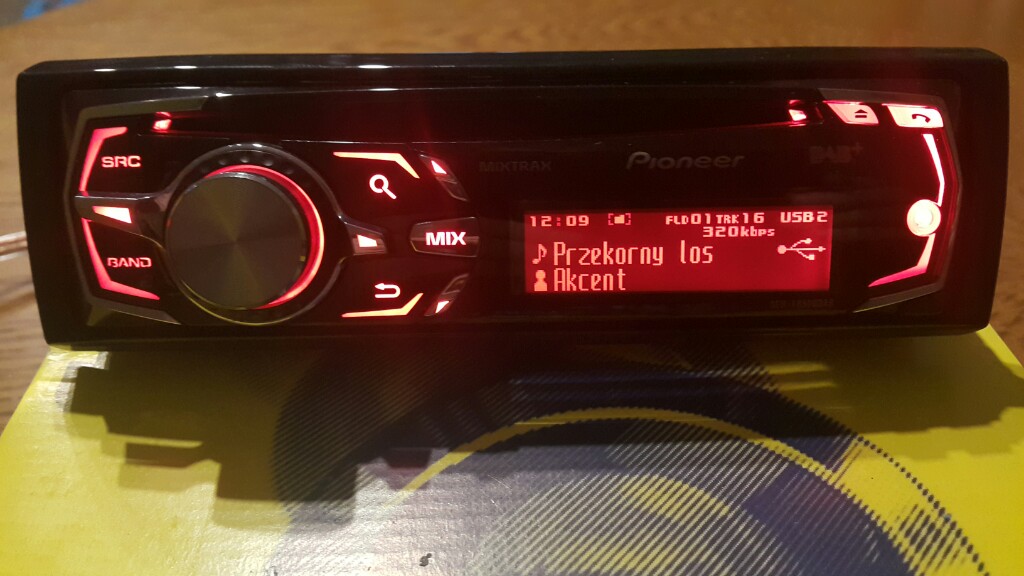 MIXTRAX
Pioneer
DAB+
SRC
BAND
MIX
12:09 FLD01 TRK16 USB2
320kbps
Przekorny los
Akcent